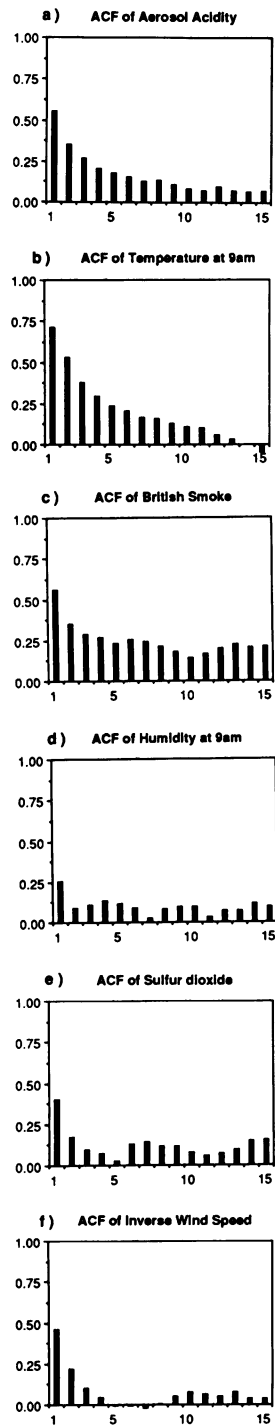 a) ACF of Aerosol Acidity
1.00
0.75
0.50
0.25
0.00
1 5 10 15
b) ACF of Temperature at 9am
1.00
0.75
0.50
0.25
0.00
1 5 10 15
c) ACF of British Smoke
1.00
0.75
0.50
0.25
0.00
1 5 10 15
d) ACF of Humidity at 9am
1.00
0.75
0.50
0.25
0.00
1 5 10 15
e) ACF of Sulfur dioxide
1.00
0.75
0.50
0.25
0.00
1 5 10 15
f) ACF of Inverse Wind Speed
1.00
0.75
0.50
0.25
0.00
1 5 10 15